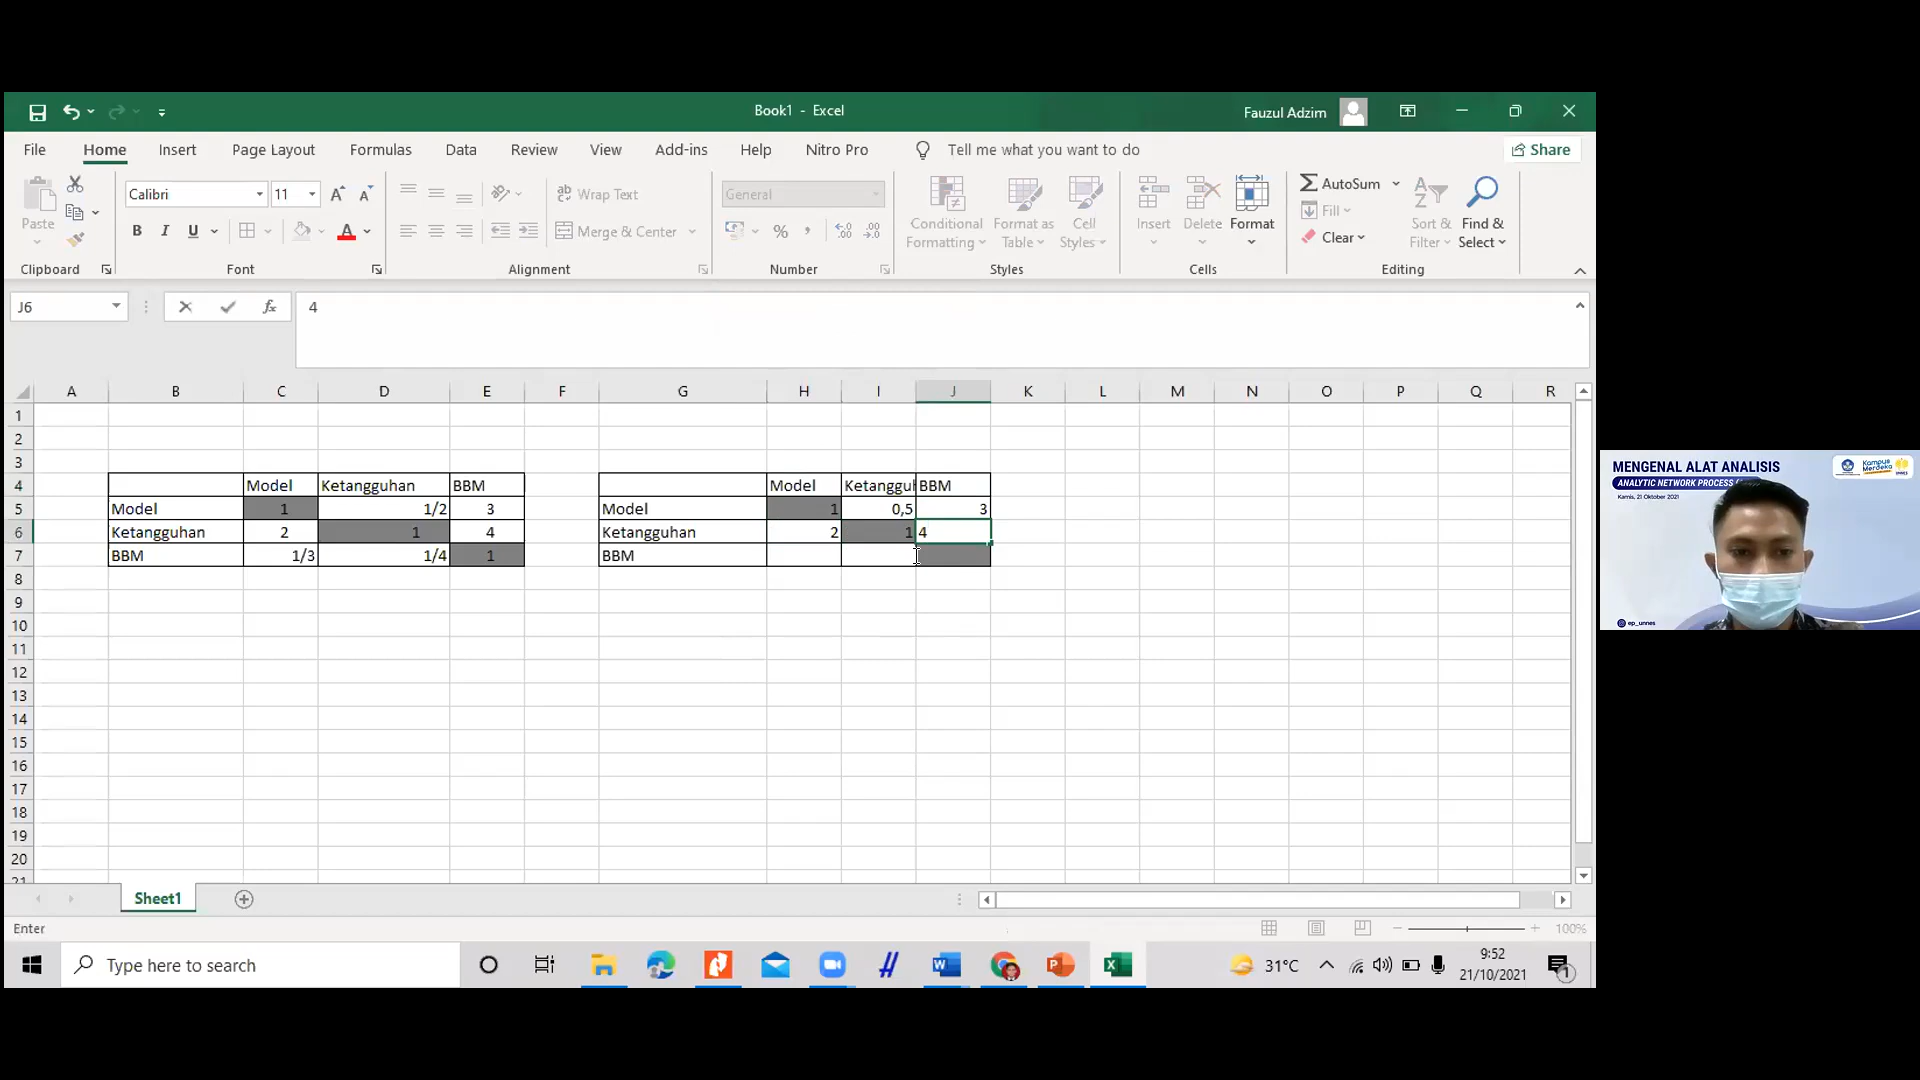 Book1 - Excel
Fauzul Adzim
File Home Insert Page Layout Formulas Data Review View Add-ins Help Nitro Pro Tell me what you want to do Share
Paste
Calibri 11
B I U
Wrap Text
Merge & Center
General
% ,
Conditional Formatting
Format as Table
Cell Styles
Insert Delete Format
AutoSum
Fill
Clear
Sort & Filter
Find & Select
Clipboard Font Alignment Number Styles Cells Editing
J6 fx 4
A B C D E F G H I J K L M N O P Q R
1
2
3
4 Model Ketangguhan BBM Model Ketangguh BBM
5 Model 1 1/2 3 Model 1 0,5 3
6 Ketangguhan 2 1 4 Ketangguhan 2 1 4
7 BBM 1/3 1/4 1 BBM
8
9
10
11
12
13
14
15
16
17
18
19
20
21
Sheet1
Enter
100%
Type here to search
31°C
9:52
21/10/2021
1
MENGENAL ALAT ANALISIS
ANALYTIC NETWORK PROCESS
Kamis, 21 Oktober 2021
Kampus Merdeka
ep_unnes